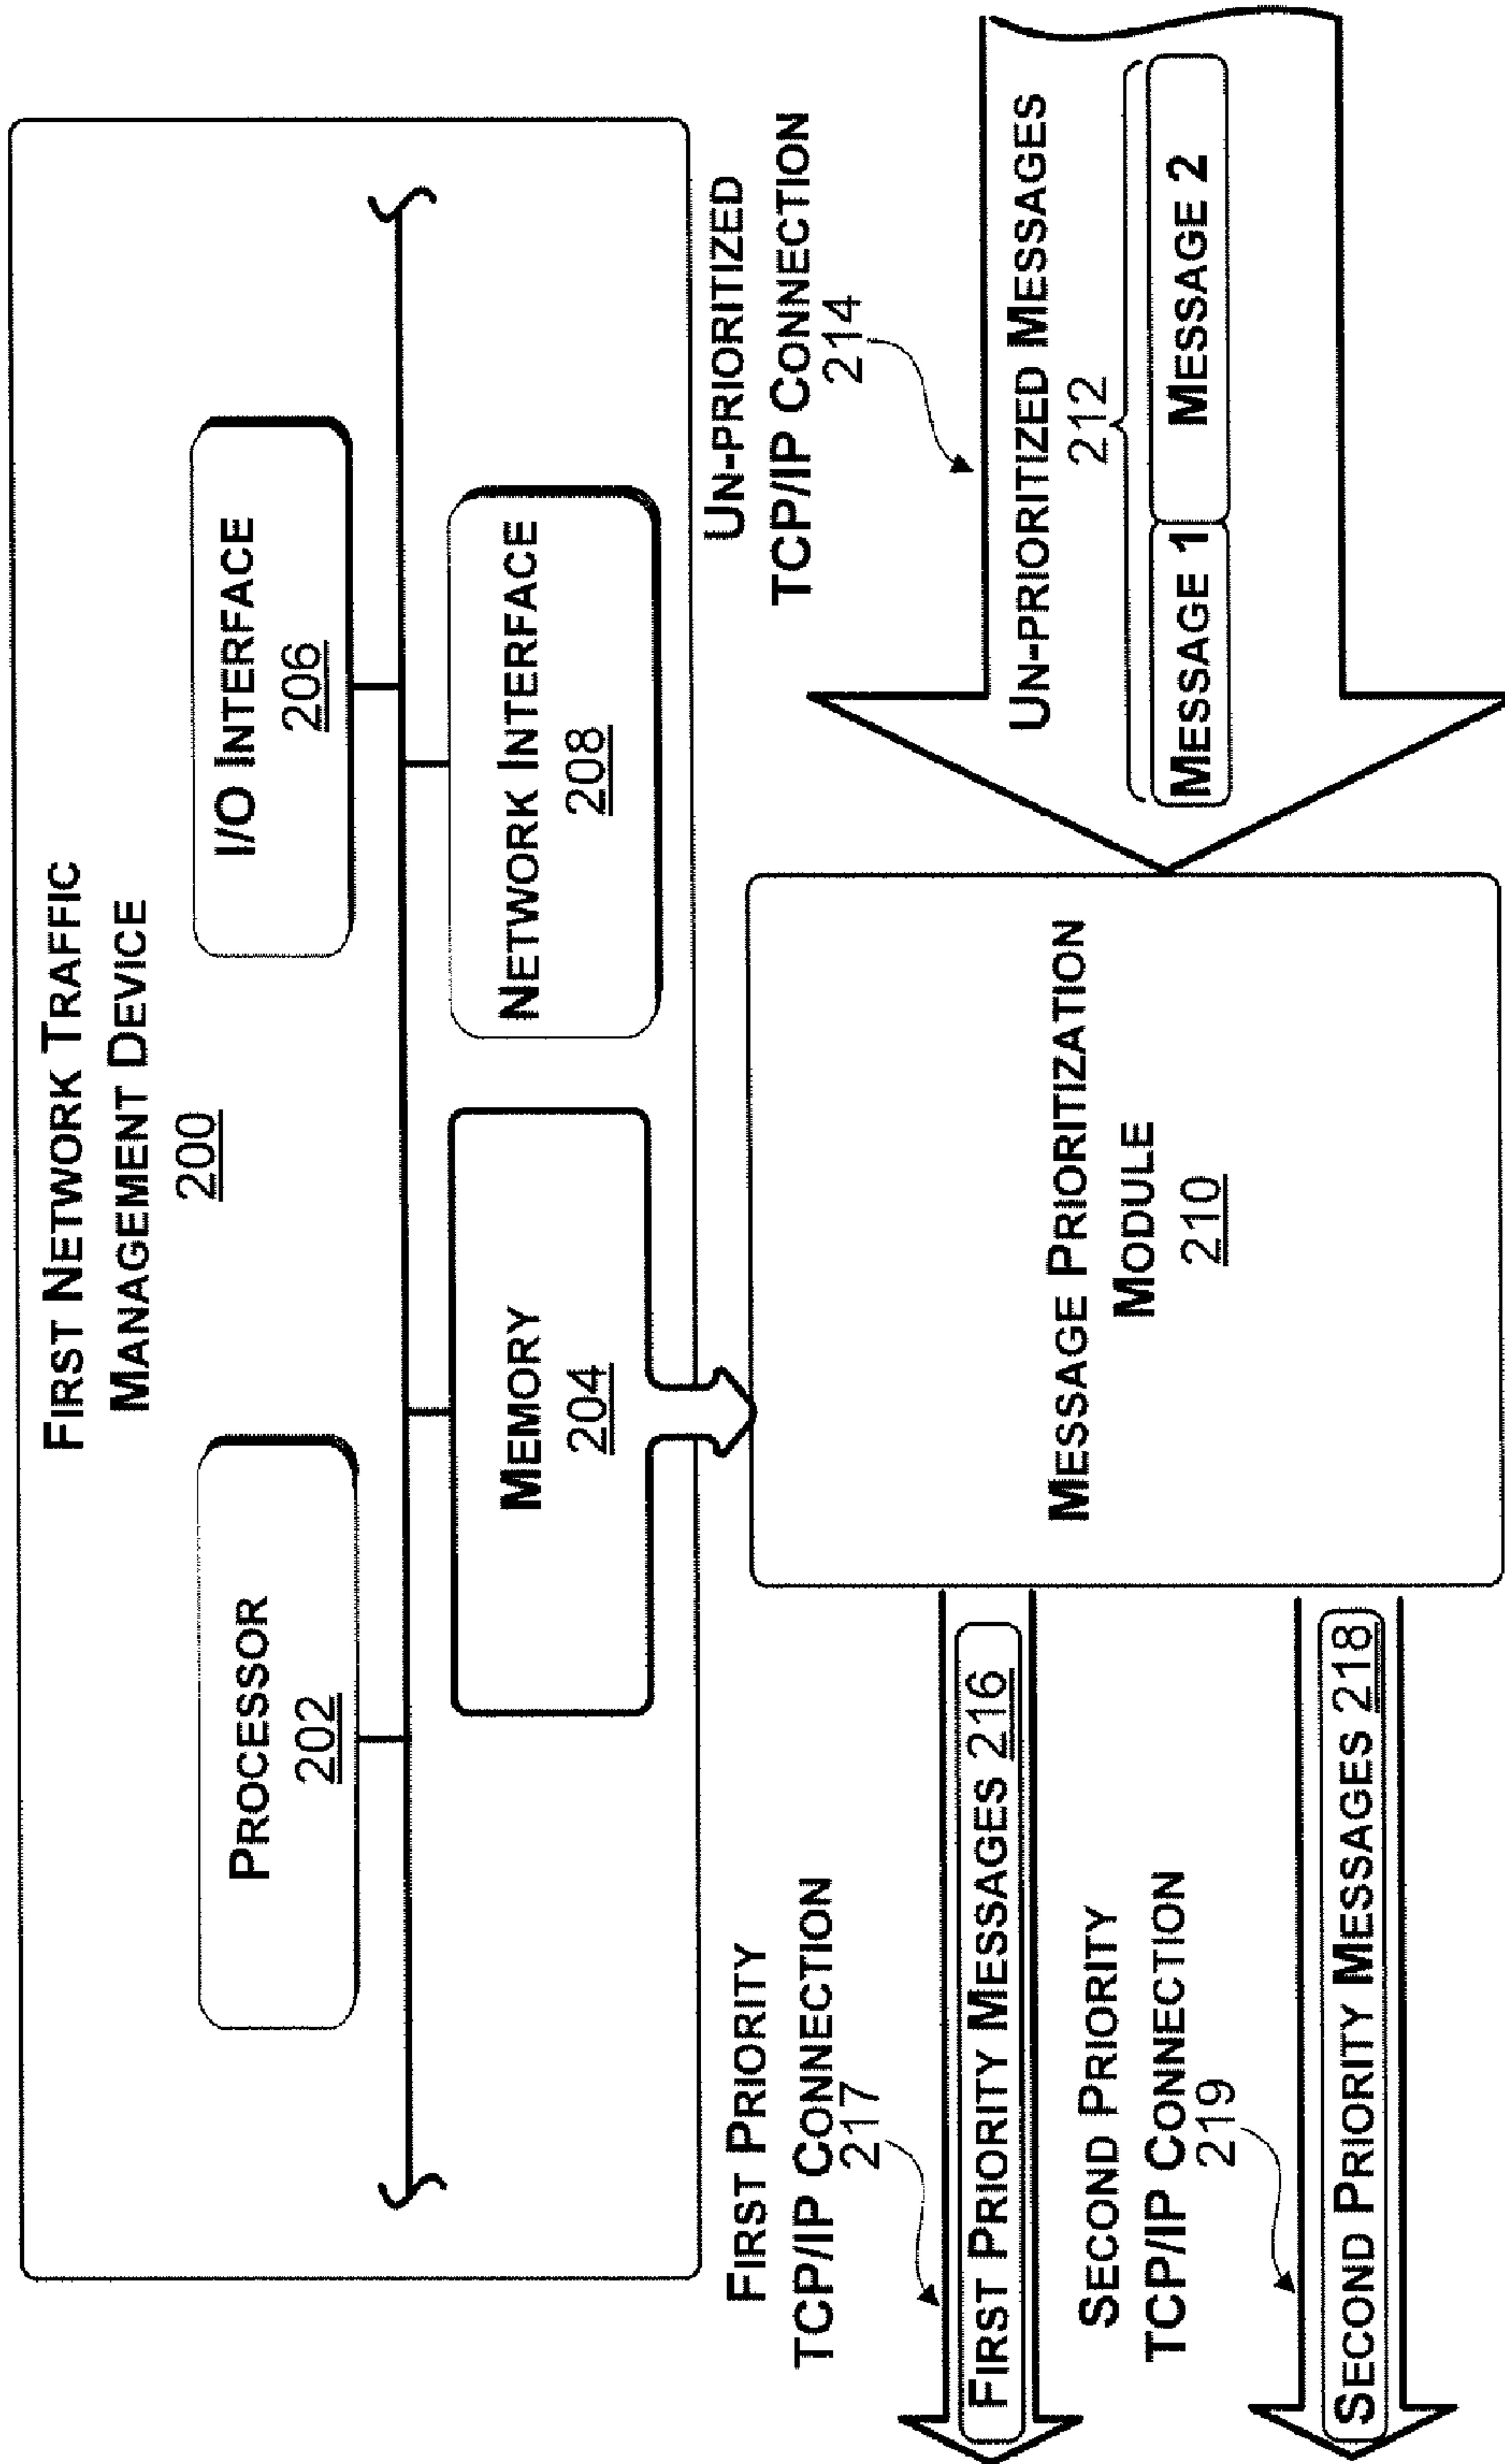 FIRST NETWORK TRAFFIC
MANAGEMENT DEVICE
200
PROCESSOR
202
I/O INTERFACE
206
MEMORY
204
NETWORK INTERFACE
208
FIRST PRIORITY
TCP/IP CONNECTION
217
FIRST PRIORITY MESSAGES 216
SECOND PRIORITY
TCP/IP CONNECTION
219
SECOND PRIORITY MESSAGES 218
MESSAGE PRIORITIZATION
MODULE
210
UN-PRIORITIZED
TCP/IP CONNECTION
214
UN-PRIORITIZED MESSAGES
212
MESSAGE 1
MESSAGE 2